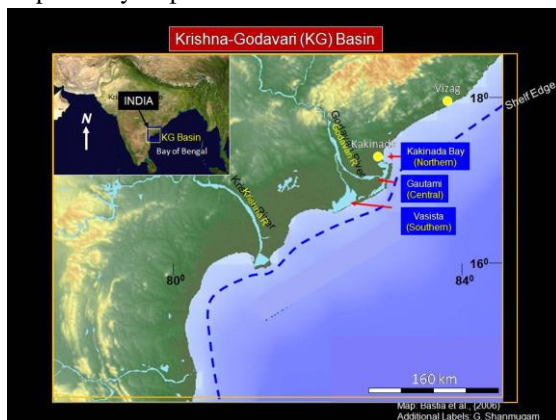 Krishna-Godavari (KG) Basin
INDIA
N
KG Basin
Bay of Bengal
Vizag
18⁰
Shelf Edge
Kakinada
Kakinada Bay
(Northern)
Gautami
(Central)
Vasista
(Southern)
Krishna R.
80⁰
16⁰
84⁰
160 km
Map: Bastia et al., (2006)
Additional Labels: G. Shanmugam